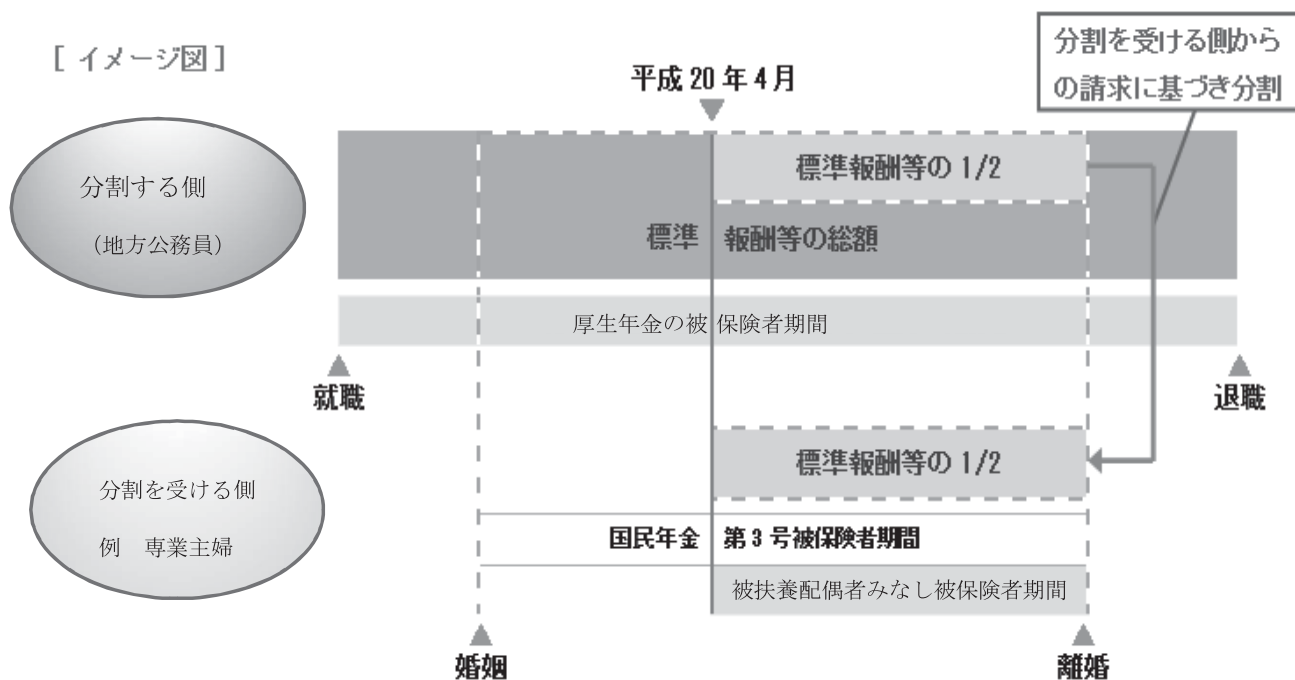 [ イメージ図 ]
平成 20 年 4 月
分割を受ける側から
の請求に基づき分割
分割する側
（地方公務員）
標準報酬等の 1/2
標準 報酬等の総額
厚生年金の被 保険者期間
就職
退職
分割を受ける側
例　専業主婦
標準報酬等の 1/2
国民年金 第 3 号被保険者期間
被扶養配偶者みなし被保険者期間
婚姻
離婚